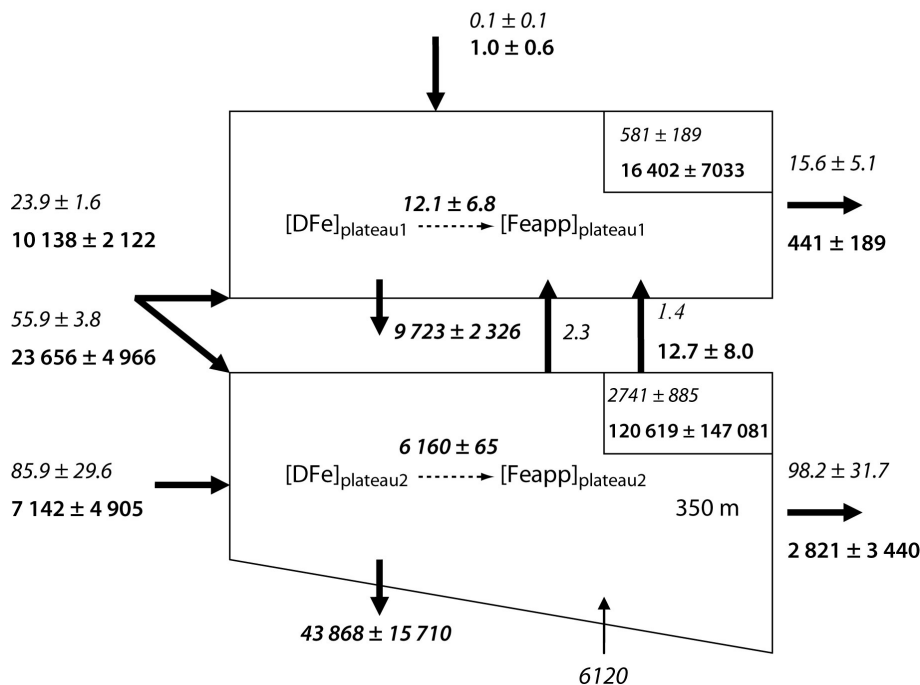 0.1 ± 0.1
1.0 ± 0.6
581 ± 189
16 402 ± 7033
15.6 ± 5.1
441 ± 189
23.9 ± 1.6
10 138 ± 2 122
12.1 ± 6.8
[DFe]plateau1 [Feapp]plateau1
55.9 ± 3.8
23 656 ± 4 966
9 723 ± 2 326
2.3
1.4
12.7 ± 8.0
2741 ± 885
120 619 ± 147 081
6 160 ± 65
[DFe]plateau2 [Feapp]plateau2
85.9 ± 29.6
7 142 ± 4 905
350 m
98.2 ± 31.7
2 821 ± 3 440
43 868 ± 15 710
6120